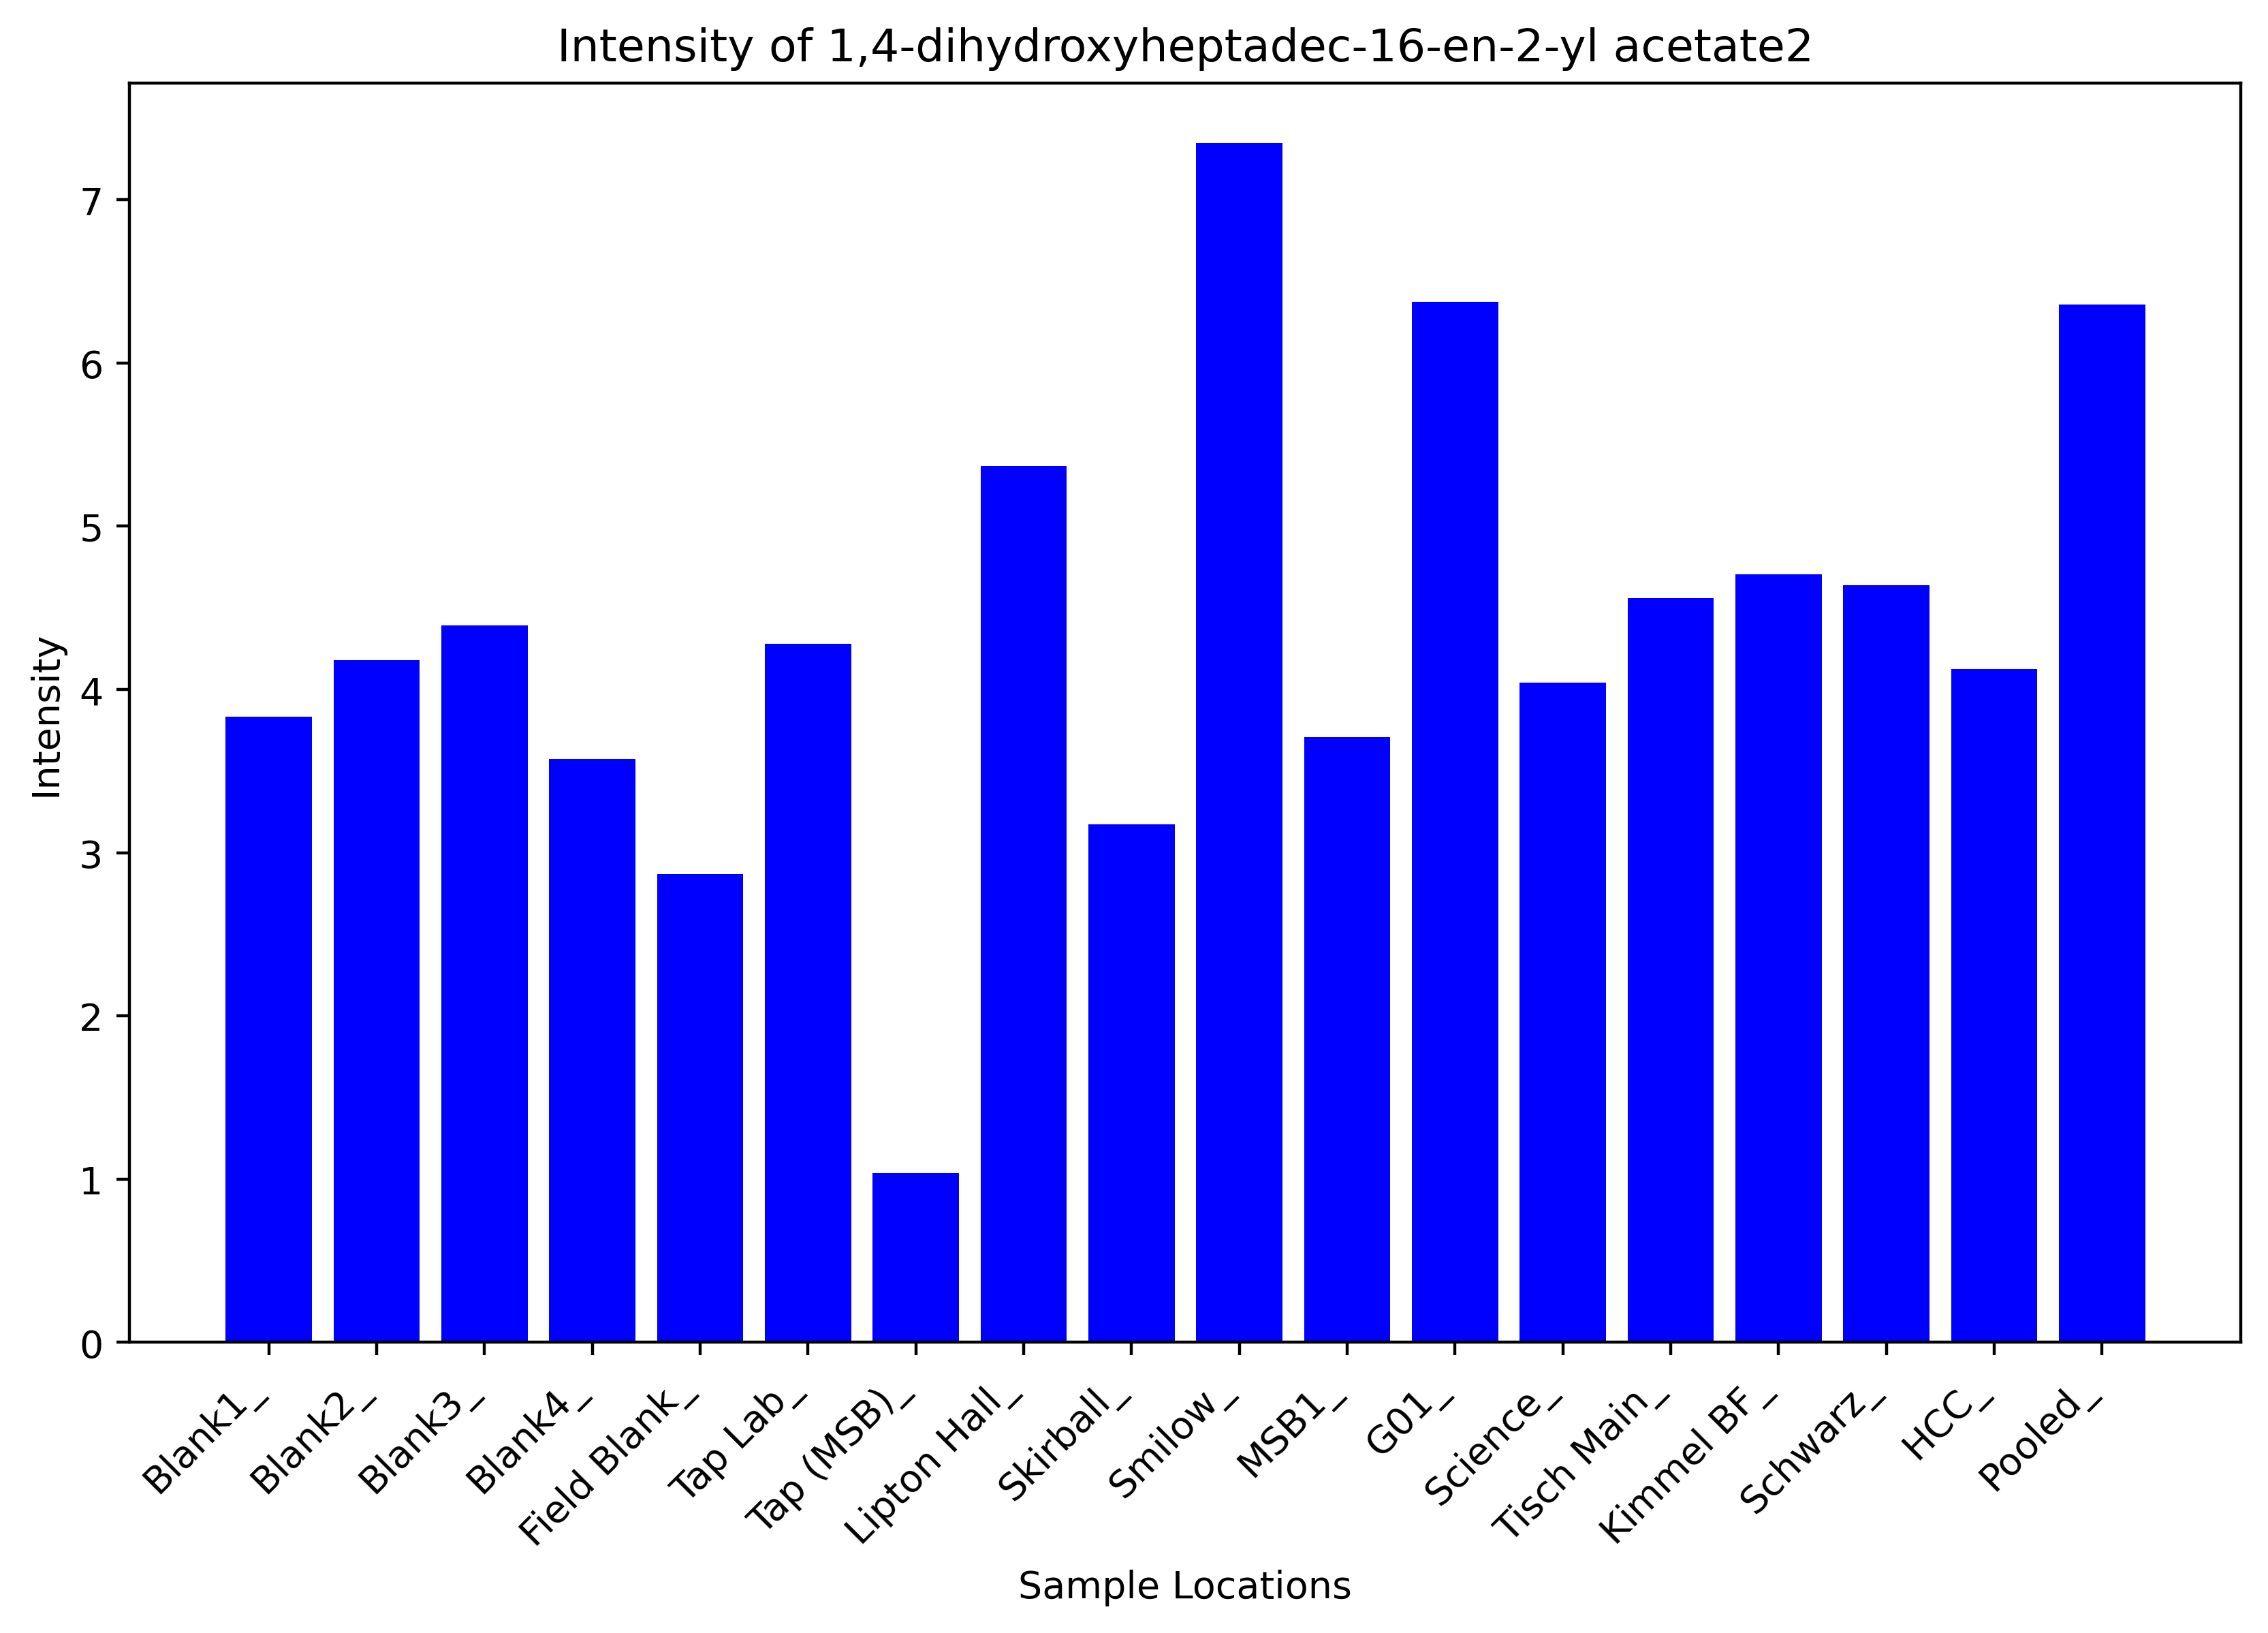 Intensity of 1,4-dihydroxyheptadec-16-en-2-yl acetate2
Intensity
7
6
5
4
3
2
1
0
Blank1_
Blank2_
Blank3_
Blank4_
Field Blank_
Tap Lab_
Tap (MSB)_
Lipton Hall_
Skirball_
Smilow_
MSB1_
G01_
Science_
Tisch Main_
Kimmel BF_
Schwarz_
HCC_
Pooled_
Sample Locations